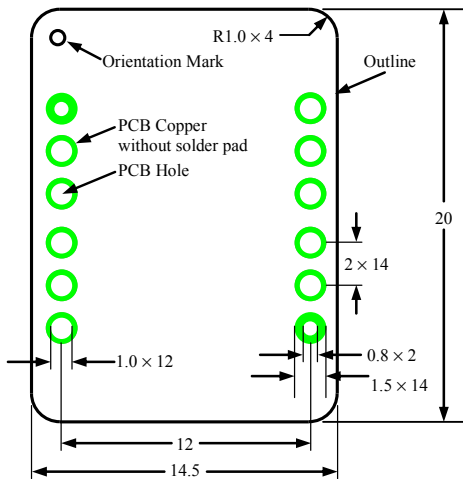 R1.0 × 4
Orientation Mark
Outline
PCB Copper
without solder pad
PCB Hole
20
2 × 14
1.0 × 12
0.8 × 2
1.5 × 14
12
14.5